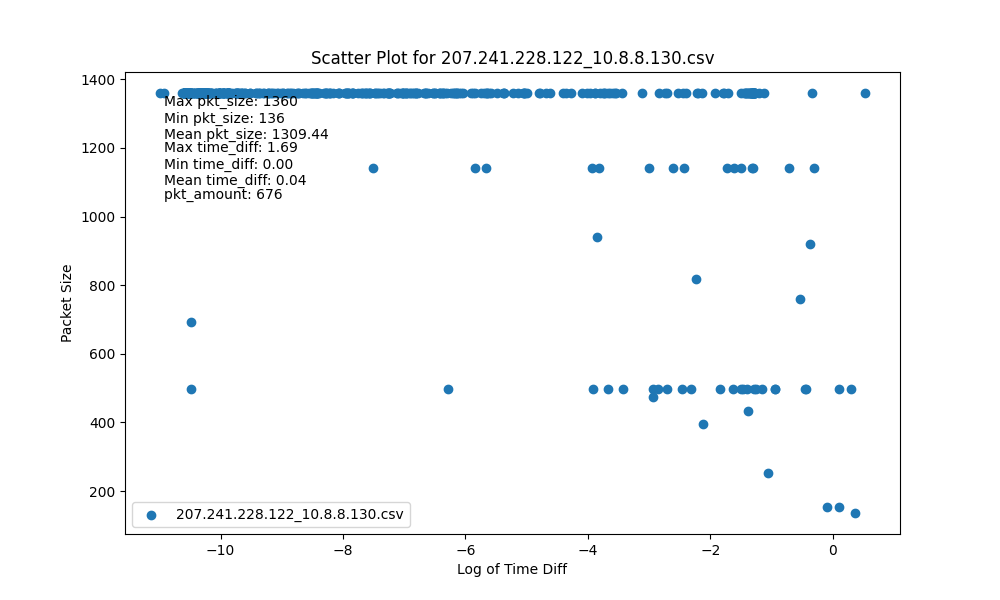 Scatter Plot for 207.241.228.122_10.8.8.130.csv
1400
1200
1000
800
600
400
200
Packet Size
Max pkt_size: 1360
Min pkt_size: 136
Mean pkt_size: 1309.44
Max time_diff: 1.69
Min time_diff: 0.00
Mean time_diff: 0.04
pkt_amount: 676
207.241.228.122_10.8.8.130.csv
−10 −8 −6 −4 −2 0
Log of Time Diff